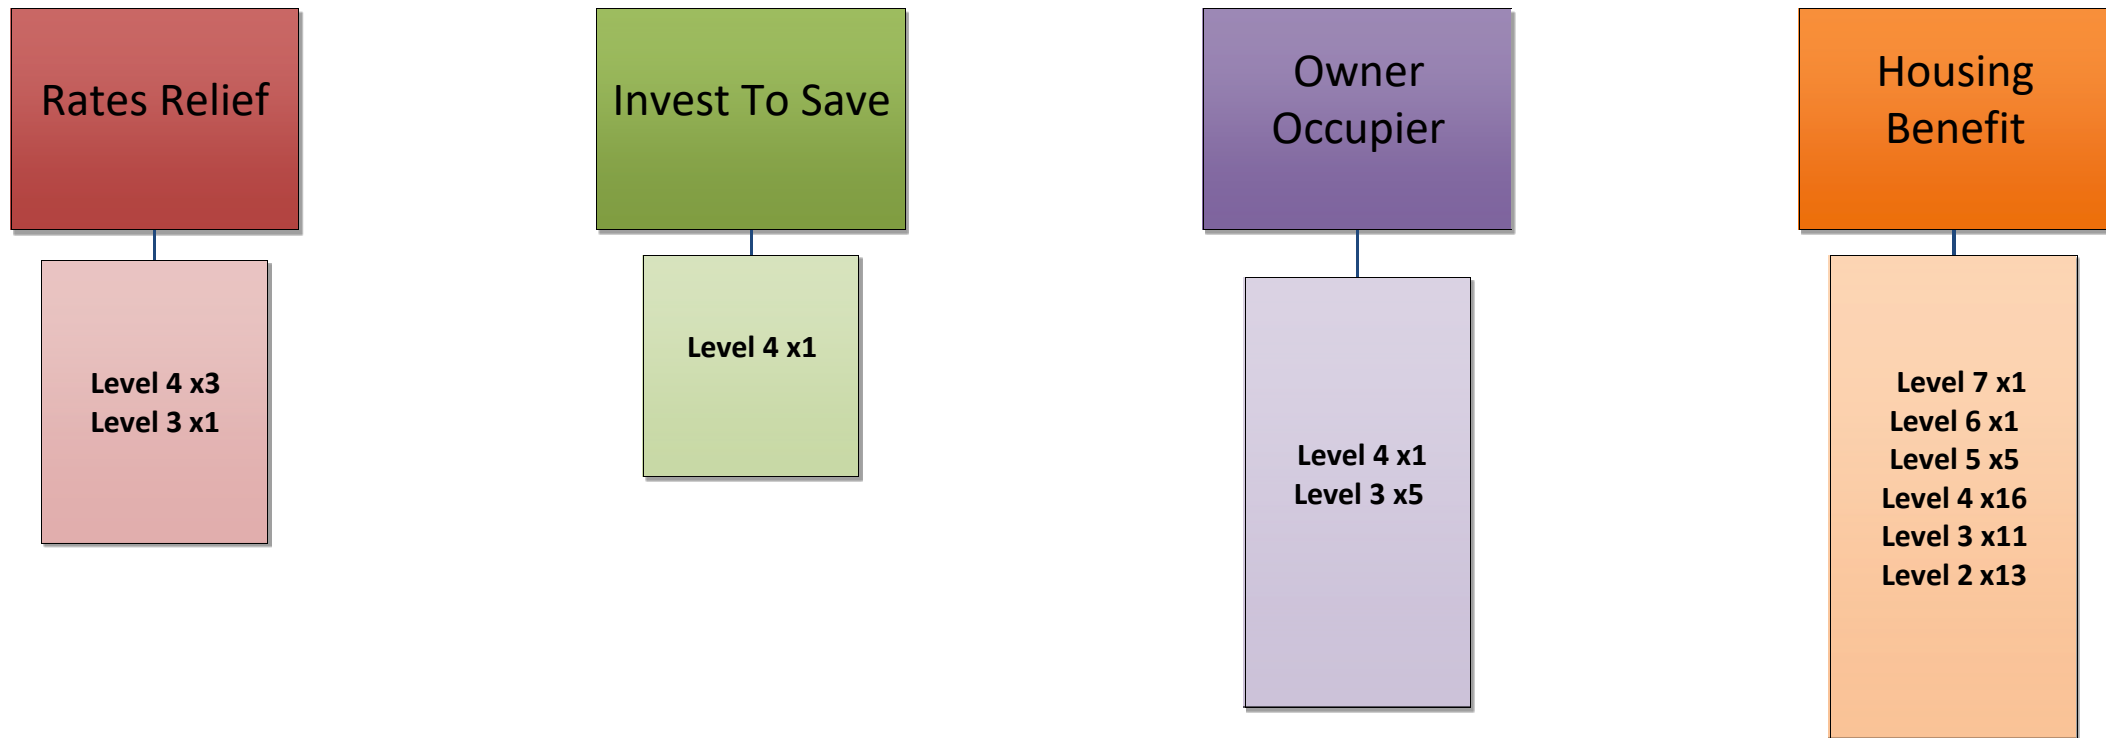 Rates Relief
Level 4 x3
Level 3 x1
Invest To Save
Level 4 x1
Owner
Occupier
Level 4 x1
Level 3 x5
Housing
Benefit
Level 7 x1
Level 6 x1
Level 5 x5
Level 4 x16
Level 3 x11
Level 2 x13